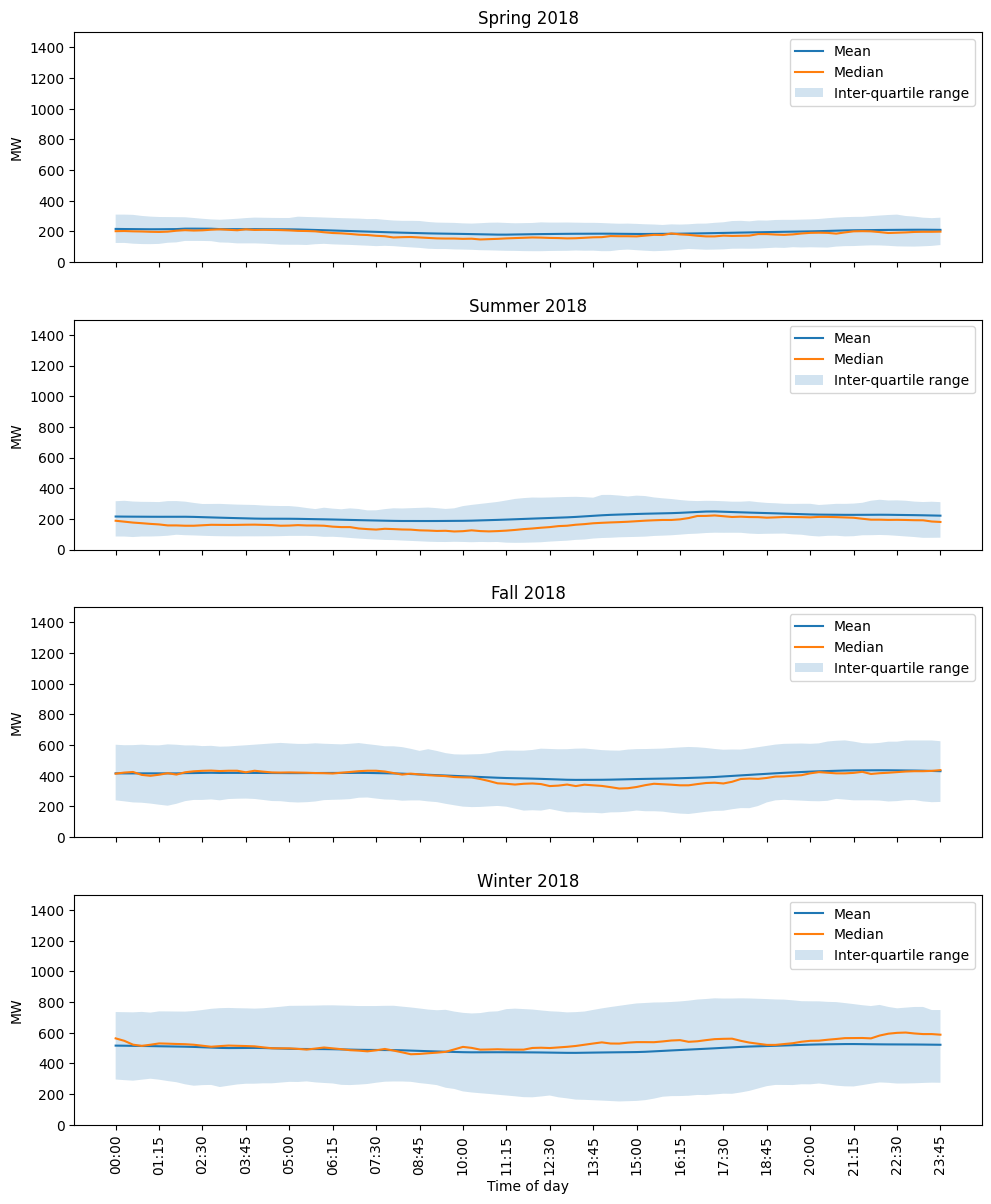 Spring 2018
1400
1200
1000
800
600
400
200
0
MW
Mean
Median
Inter-quartile range
Summer 2018
1400
1200
1000
800
600
400
200
0
MW
Mean
Median
Inter-quartile range
Fall 2018
1400
1200
1000
800
600
400
200
0
MW
Mean
Median
Inter-quartile range
Winter 2018
1400
1200
1000
800
600
400
200
0
MW
Mean
Median
Inter-quartile range
00:00
01:15
02:30
03:45
05:00
06:15
07:30
08:45
10:00
11:15
12:30
13:45
15:00
16:15
17:30
18:45
20:00
21:15
22:30
23:45
Time of day